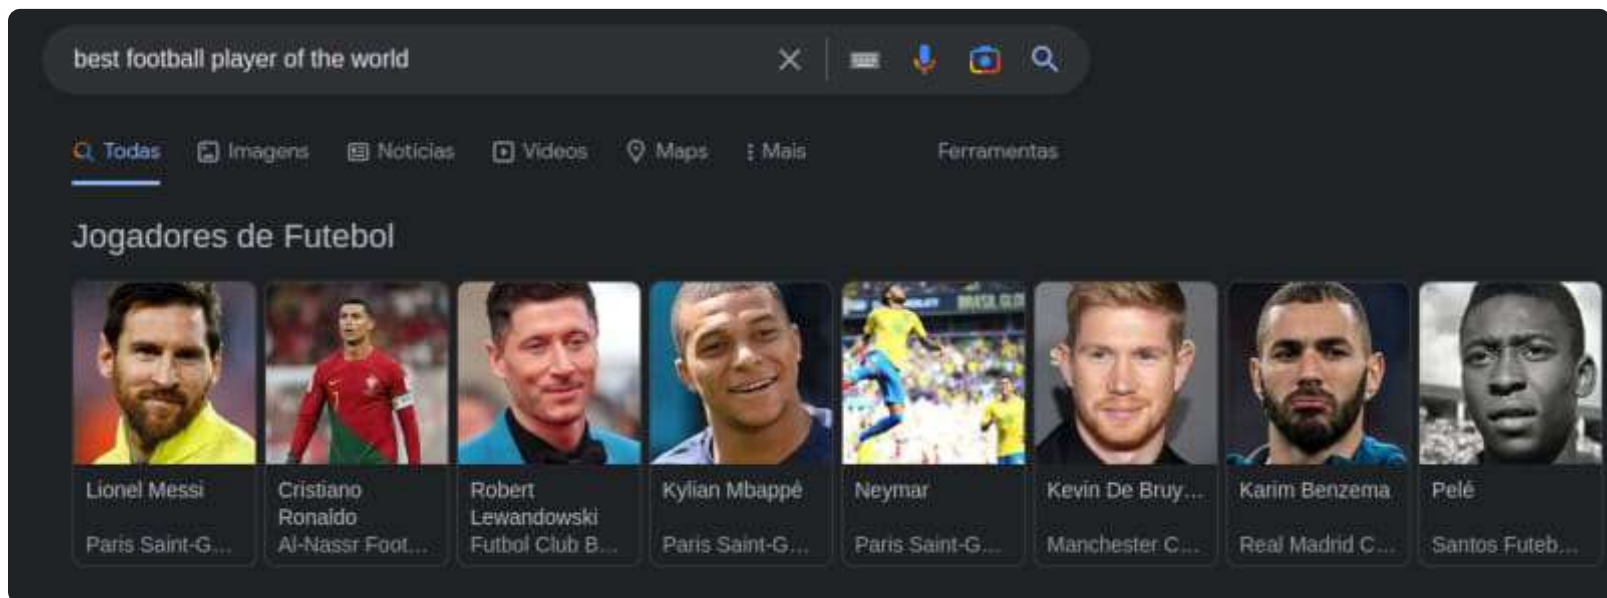 best football player of the world
Todas Imagens Notícias Vídeos Maps Mais Ferramentas
Jogadores de Futebol
BRASIL GLO
Lionel Messi
Paris Saint-G...
Cristiano
Ronaldo
Al-Nassr Foot...
Robert
Lewandowski
Futbol Club B...
Kylian Mbappé
Paris Saint-G...
Neymar
Paris Saint-G...
Kevin De Bruy...
Manchester C...
Karim Benzema
Real Madrid C...
Pelé
Santos Futeb...